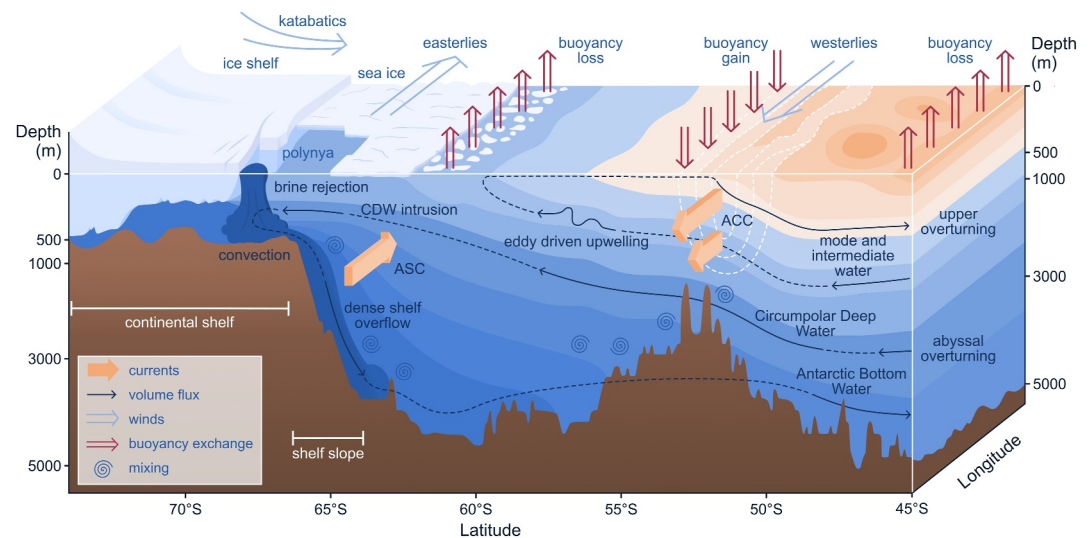 katabatics
easterlies
buoyancy
loss
buoyancy
gain
westerlies
buoyancy
loss
Depth
(m)
ice shelf
sea ice
0
Depth
(m)
polynya
500
0
brine rejection
1000
CDW intrusion
ACC
upper
overturning
eddy driven upwelling
mode and
intermediate
water
500
convection
1000
ASC
3000
dense shelf
overflow
continental shelf
Circumpolar Deep
Water
abyssal
overturning
3000
Antarctic Bottom
Water
5000
currents
volume flux
winds
buoyancy exchange
mixing
shelf slope
5000
Longitude
70°S
65°S
60°S
55°S
50°S
45°S
Latitude